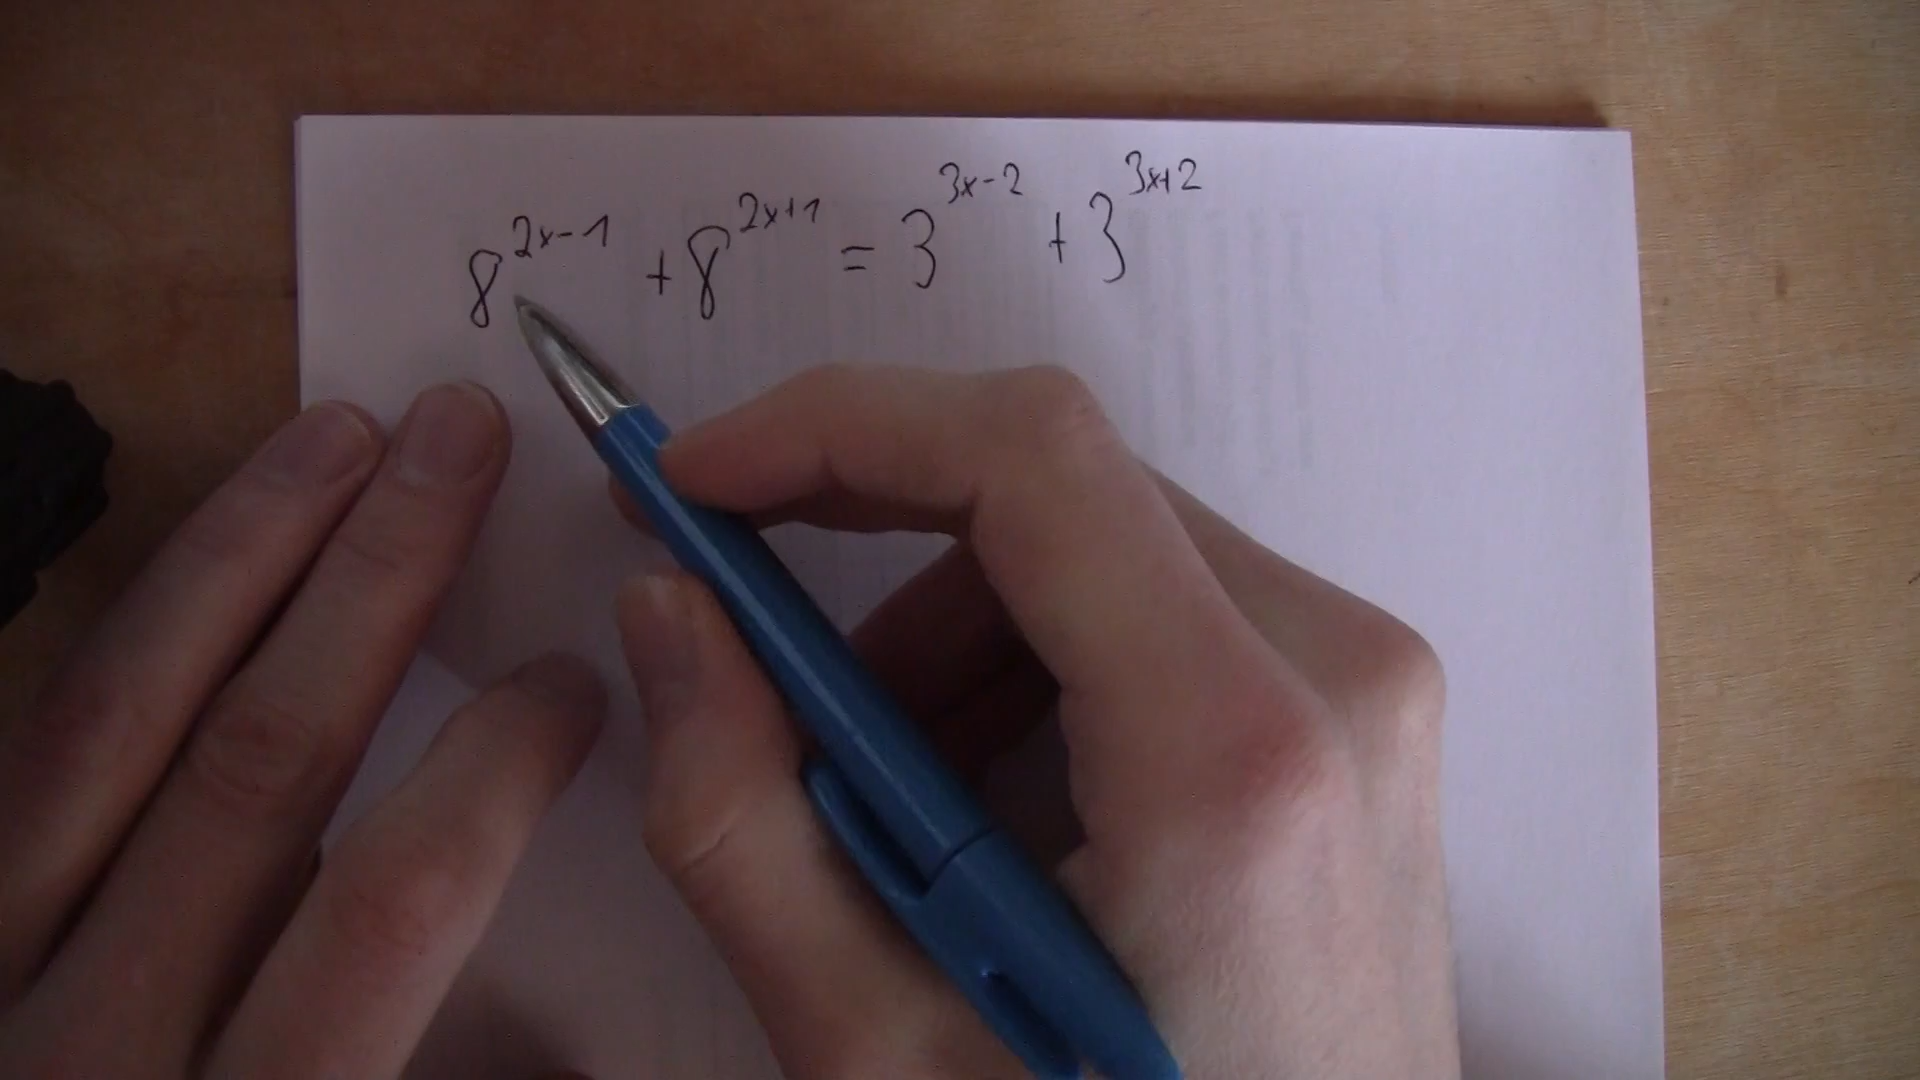 8^{2x-1} + 8^{2x+1} = 3^{3x-2} + 3^{3x+2}